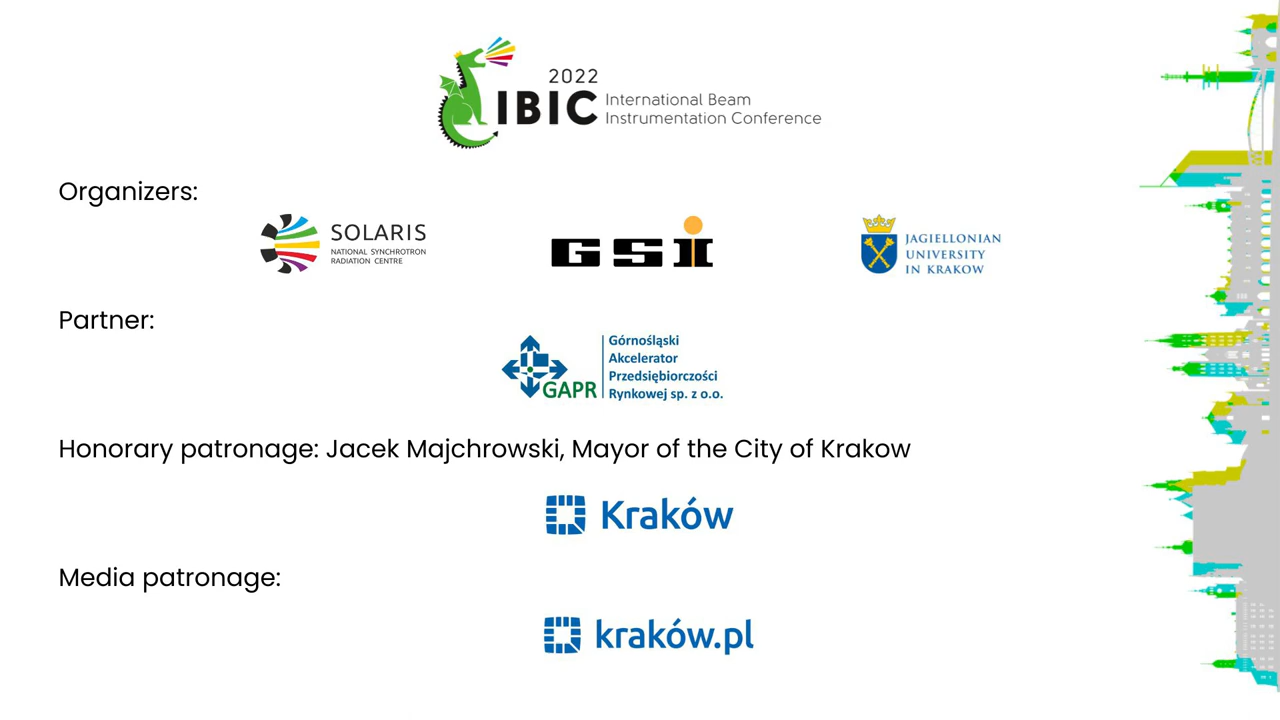 2022
IBIC
International Beam
Instrumentation Conference
Organizers:
SOLARIS
NATIONAL SYNCHROTRON
RADIATION CENTRE
GSI
JAGIELLONIAN
UNIVERSITY
IN KRAKOW
Partner:
GAPR
Górnośląski
Akcelerator
Przedsiębiorczości
Rynkowej sp. z o.o.
Honorary patronage: Jacek Majchrowski, Mayor of the City of Krakow
Kraków
Media patronage:
kraków.pl